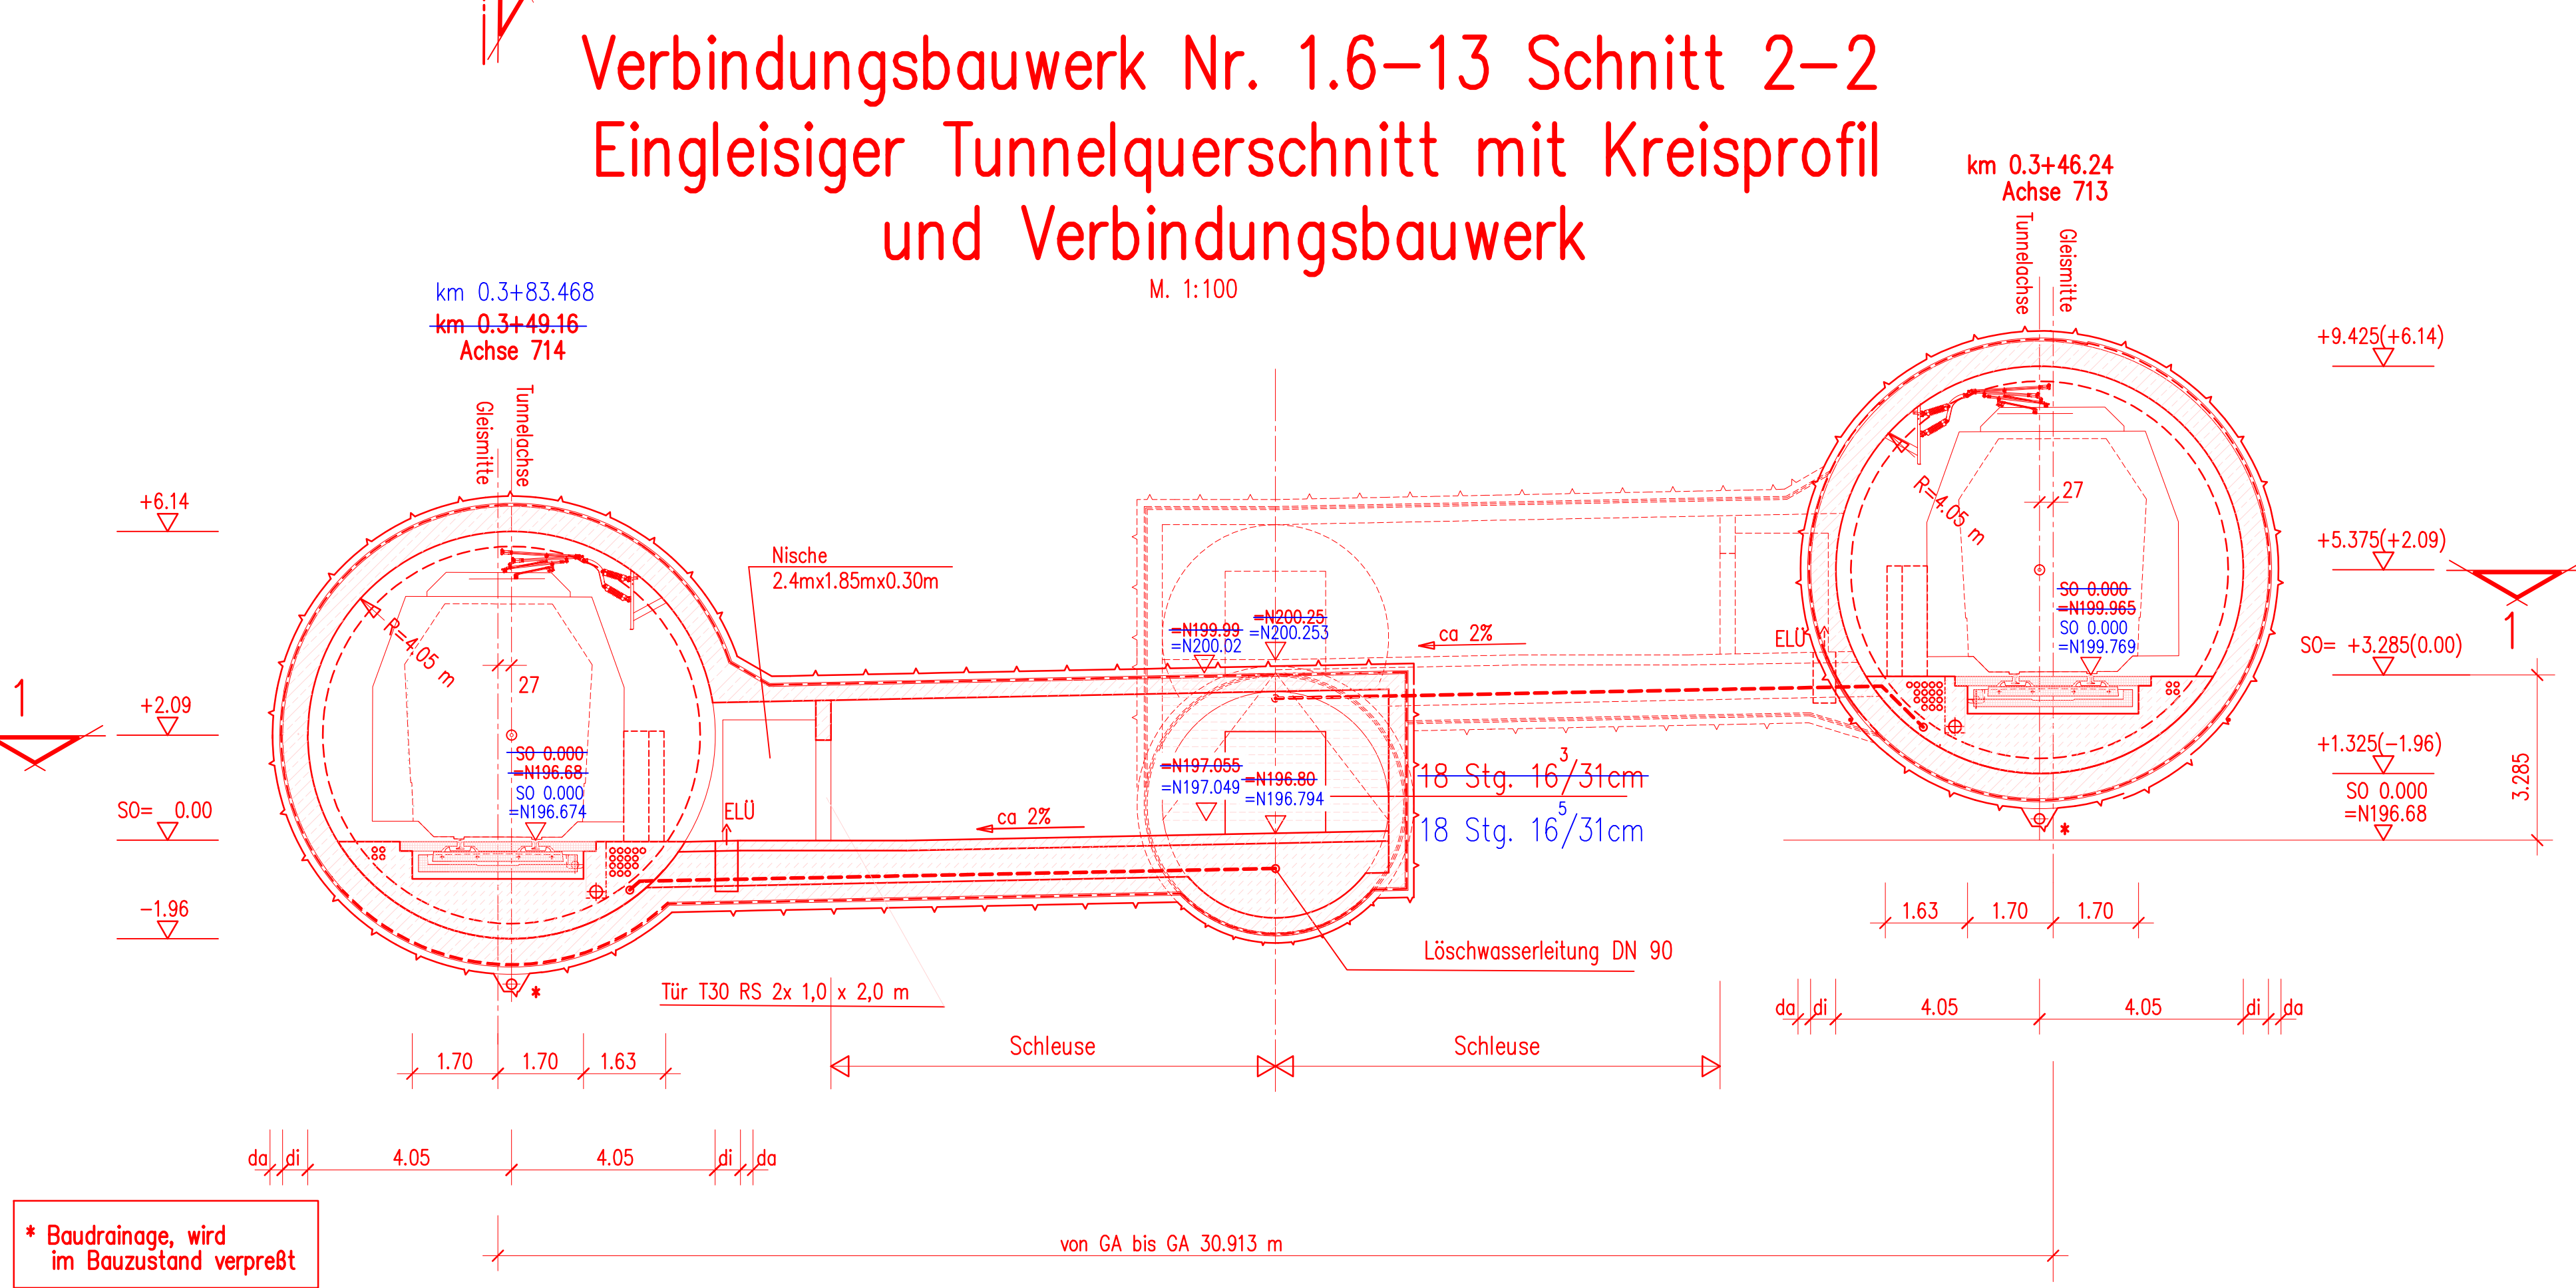 Verbindungsbauwerk Nr. 1.6-13 Schnitt 2-2
Eingleisiger Tunnelquerschnitt mit Kreisprofil
und Verbindungsbauwerk
M. 1:100
km 0.3+83.468
km 0.3+49.16
Achse 714
Gleismitte
Tunnelachse
km 0.3+46.24
Achse 713
Tunnelachse
Gleismitte
+6.14
+2.09
SO= 0.00
-1.96
1
R=4.05 m
27
SO 0.000
=N196.68
SO 0.000
=N196.674
ELÜ
Nische
2.4mx1.85mx0.30m
ca 2%
=N199.99
=N200.02
=N200.25
=N200.253
ca 2%
=N197.055
=N197.049
=N196.80
=N196.794
18 Stg. 16³/31cm
18 Stg. 16⁵/31cm
ELÜ
R=4.05 m
27
SO 0.000
=N199.965
SO 0.000
=N199.769
+9.425(+6.14)
+5.375(+2.09)
SO= +3.285(0.00)
+1.325(-1.96)
SO 0.000
=N196.68
3.285
1
*
*
Löschwasserleitung DN 90
Tür T30 RS 2x 1,0 x 2,0 m
Schleuse
Schleuse
1.70
1.70
1.63
1.63
1.70
1.70
da
di
4.05
4.05
di
da
da
di
4.05
4.05
di
da
von GA bis GA 30.913 m
* Baudrainage, wird
im Bauzustand verpreßt